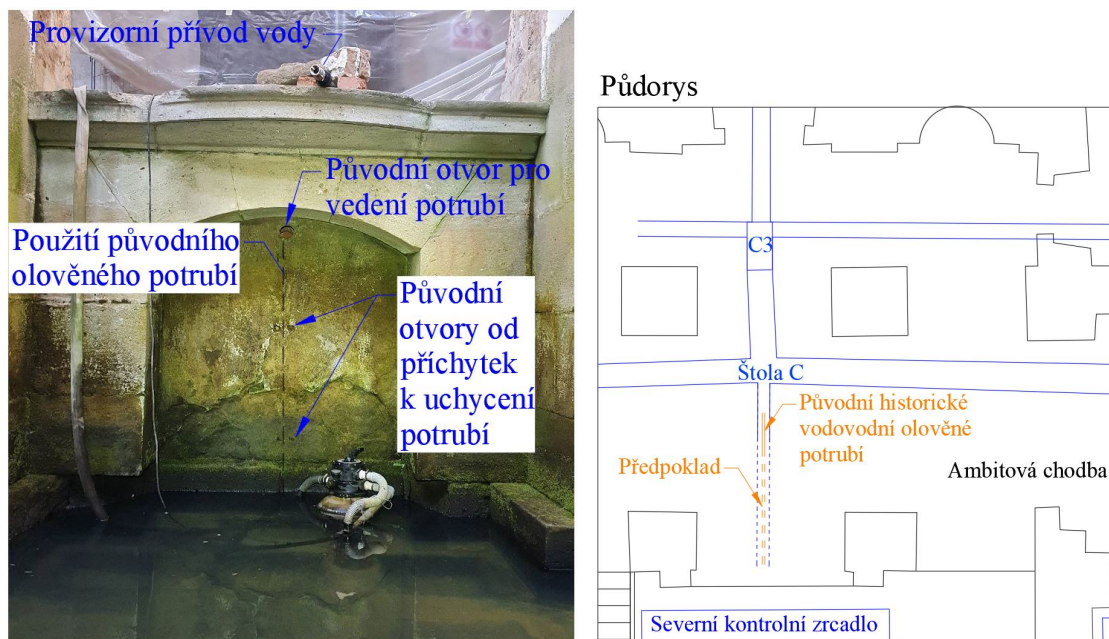 Provizorní přívod vody
Původní otvor pro
vedení potrubí
Použití původního
olověného potrubí
Původní
otvory od
příchytek
k uchycení
potrubí
Půdorys
C3
Štola C
Původní historické
vodovodní olověné
potrubí
Předpoklad
Ambitová chodba
Severní kontrolní zrcadlo